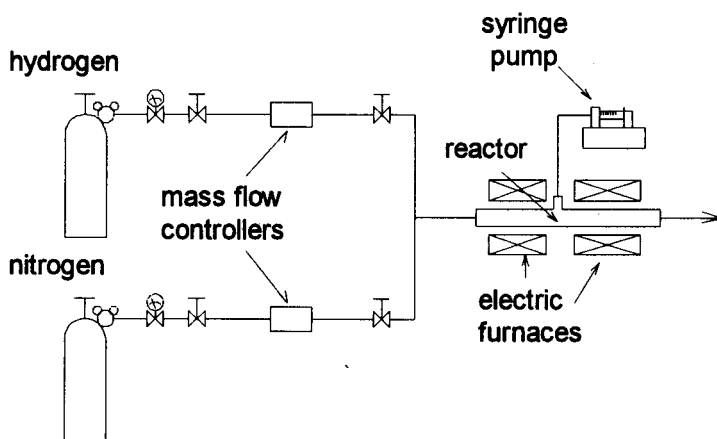 syringe
pump
hydrogen
reactor
mass flow
controllers
nitrogen
electric
furnaces